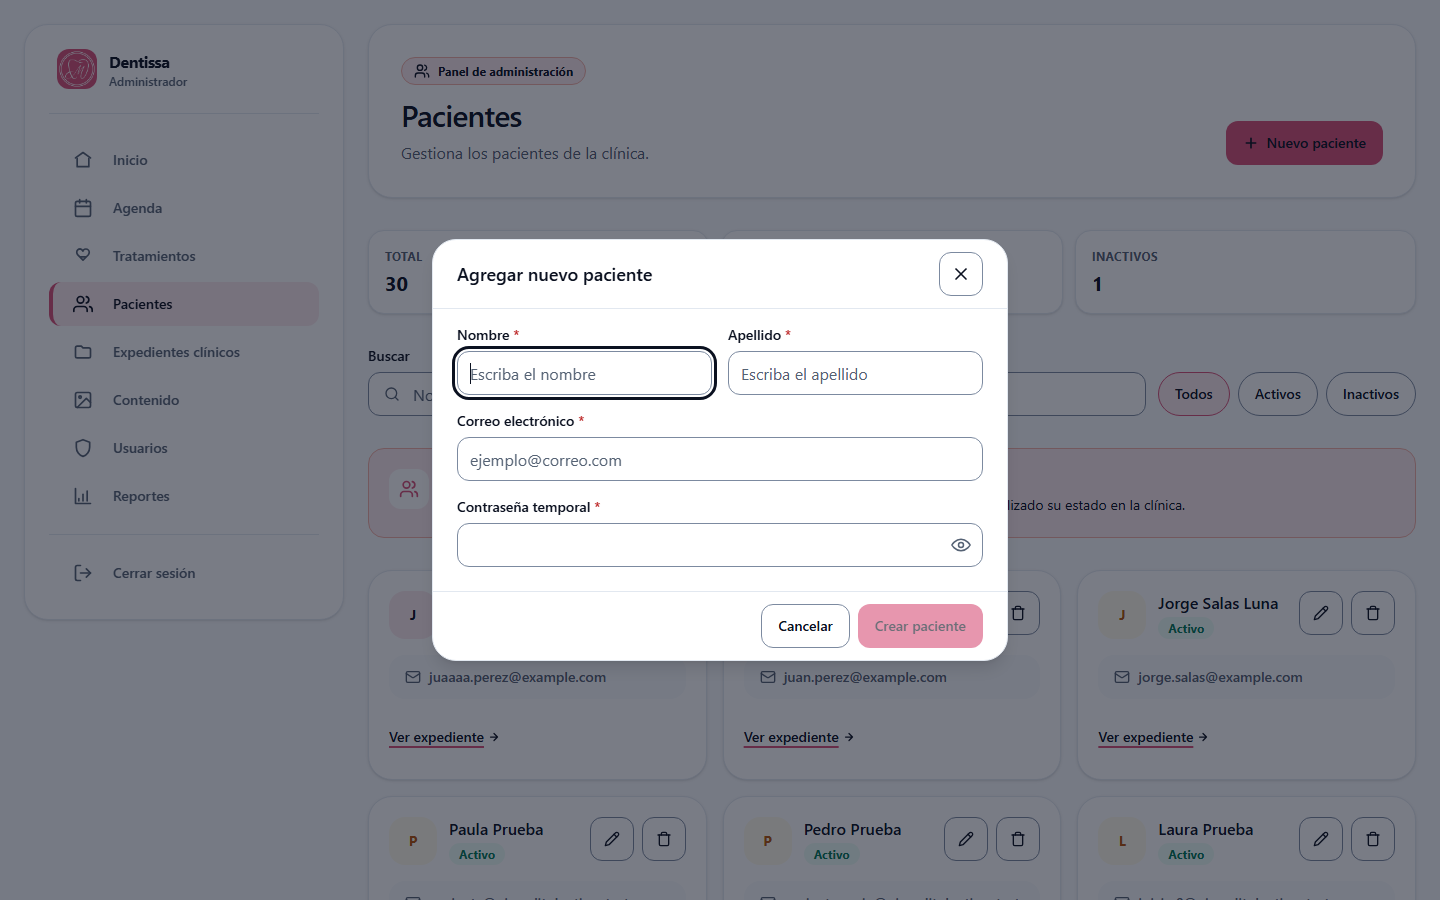 Dentissa
Administrador
Inicio
Agenda
Tratamientos
Pacientes
Expedientes clínicos
Contenido
Usuarios
Reportes
Cerrar sesión
Panel de administración
Pacientes
Gestiona los pacientes de la clínica.
+ Nuevo paciente
TOTAL
30
INACTIVOS
1
Buscar
Todos
Activos
Inactivos
su estado en la clínica.
Agregar nuevo paciente
Nombre *
Escriba el nombre
Apellido *
Escriba el apellido
Correo electrónico *
ejemplo@correo.com
Contraseña temporal *
Cancelar
Crear paciente
J
juaaaa.perez@example.com
Ver expediente →
juan.perez@example.com
Ver expediente →
J
Jorge Salas Luna
Activo
jorge.salas@example.com
Ver expediente →
P
Paula Prueba
Activo
P
Pedro Prueba
Activo
L
Laura Prueba
Activo